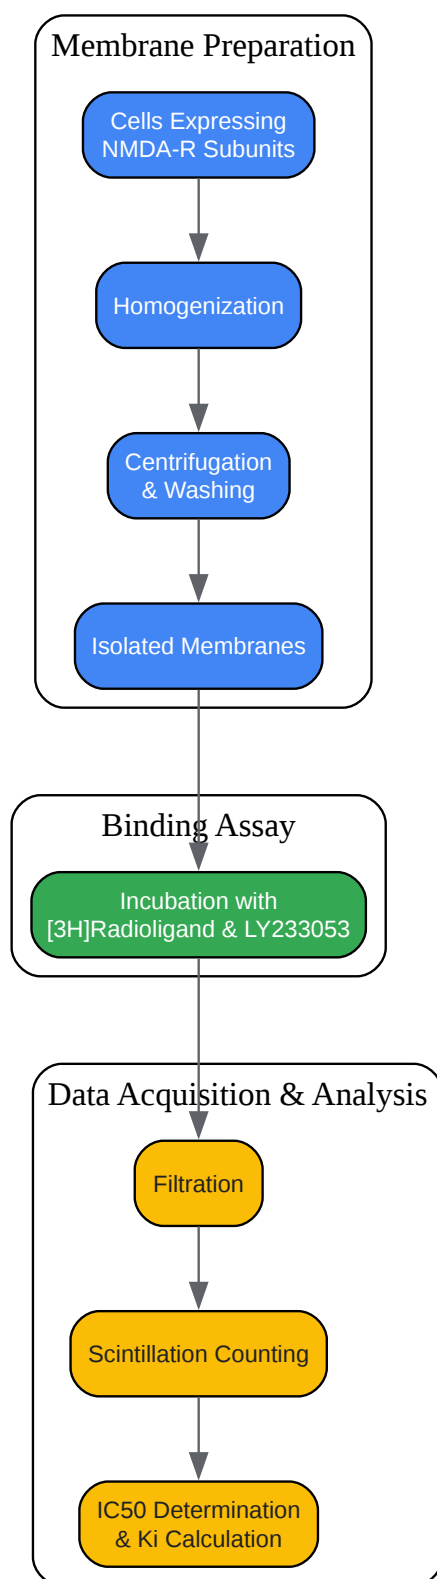 Membrane Preparation
Cells Expressing
NMDA-R Subunits
Homogenization
Centrifugation
& Washing
Isolated Membranes
Binding Assay
Incubation with
[3H]Radioligand & LY233053
Data Acquisition & Analysis
Filtration
Scintillation Counting
IC50 Determination
& Ki Calculation